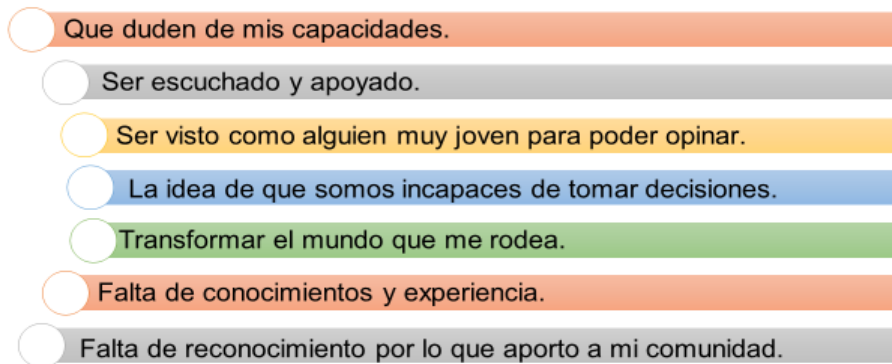 Que duden de mis capacidades.
Ser escuchado y apoyado.
Ser visto como alguien muy joven para poder opinar.
La idea de que somos incapaces de tomar decisiones.
Transformar el mundo que me rodea.
Falta de conocimientos y experiencia.
Falta de reconocimiento por lo que aporto a mi comunidad.